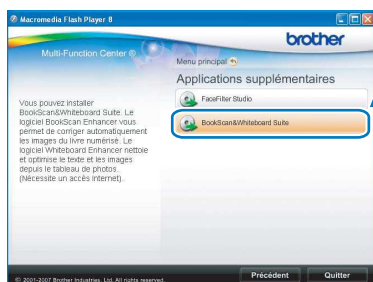 Macromedia Flash Player 8
brother
Multi-Function Center ®
Menu principal
Applications supplémentaires
FaceFilter Studio
BookScan&Whiteboard Suite
Vous pouvez installer
BookScan&Whiteboard Suite. Le
logiciel BookScan Enhancer vous
permet de corriger automatiquement
les images du livre numérisé. Le
logiciel Whiteboard Enhancer nettoie
et optimise le texte et les images
depuis le tableau de photos.
(Nécessite un accès internet).
© 2001-2007 Brother Industries, Ltd. All rights reserved.
Précédent
Quitter